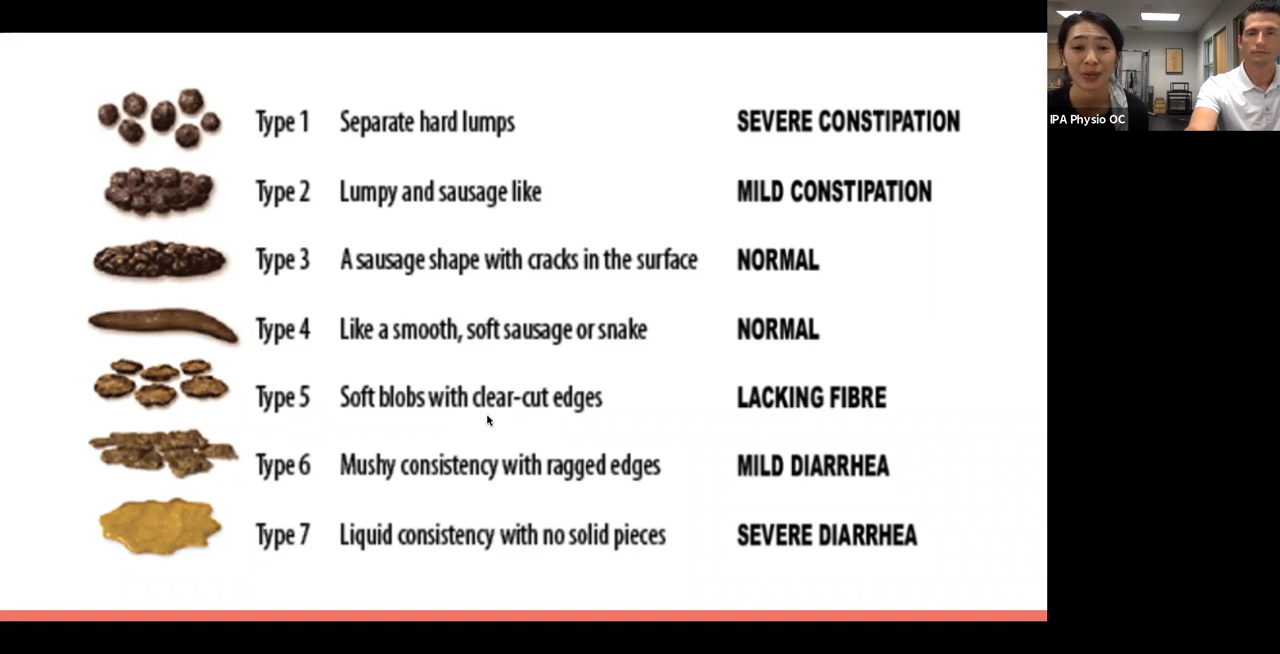 Type 1 Separate hard lumps SEVERE CONSTIPATION
Type 2 Lumpy and sausage like MILD CONSTIPATION
Type 3 A sausage shape with cracks in the surface NORMAL
Type 4 Like a smooth, soft sausage or snake NORMAL
Type 5 Soft blobs with clear-cut edges LACKING FIBRE
Type 6 Mushy consistency with ragged edges MILD DIARRHEA
Type 7 Liquid consistency with no solid pieces SEVERE DIARRHEA
IPA Physio OC